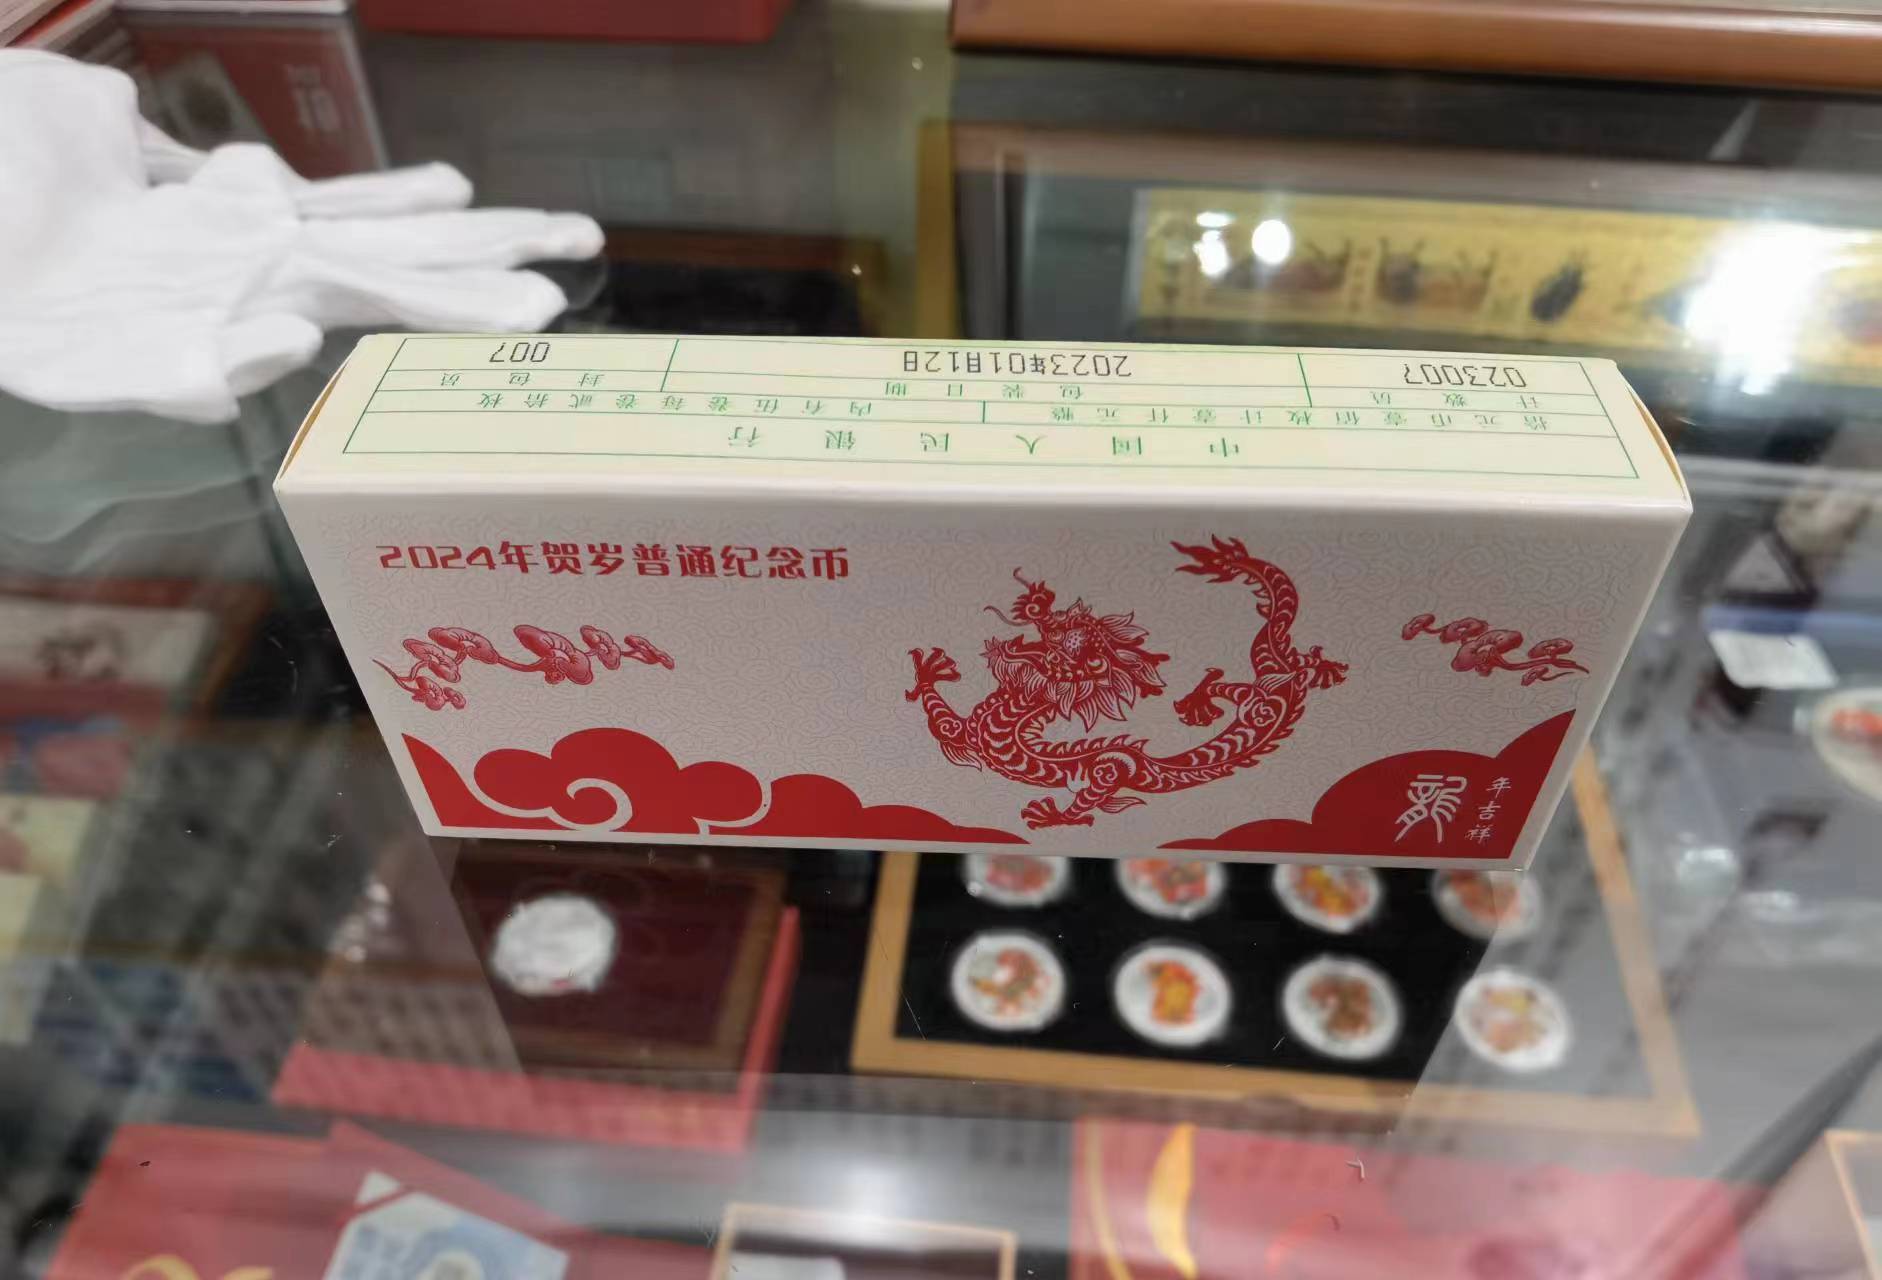 中国人民银行
拾元币壹佰枚计壹仟元整 内有伍卷每卷贰拾枚
计数员 包装日期 封包员
023007 2023年01月12日 007
2024年贺岁普通纪念币
龍
年吉祥